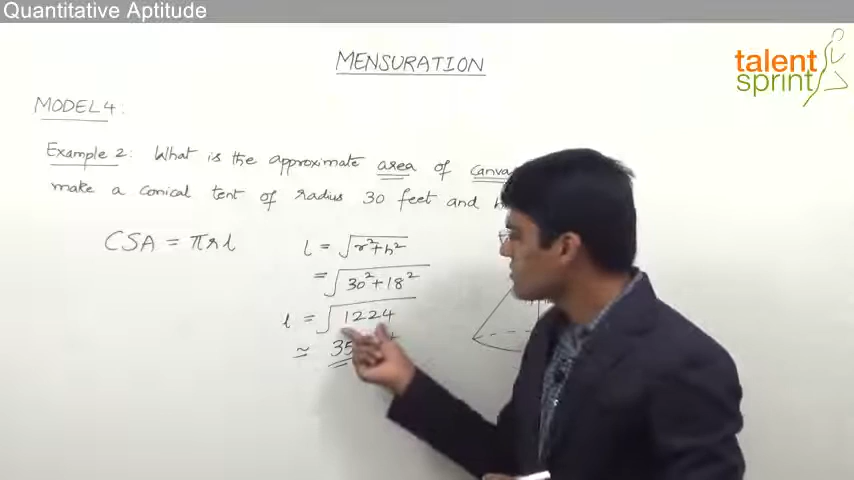 Quantitative Aptitude
MENSURATION
talent
sprint
MODEL 4:
Example 2: What is the approximate area of
make a conical tent of radius 30 feet and
CSA = πrl
l = √r²+h²
= √30²+18²
l = √1224
≃ 35